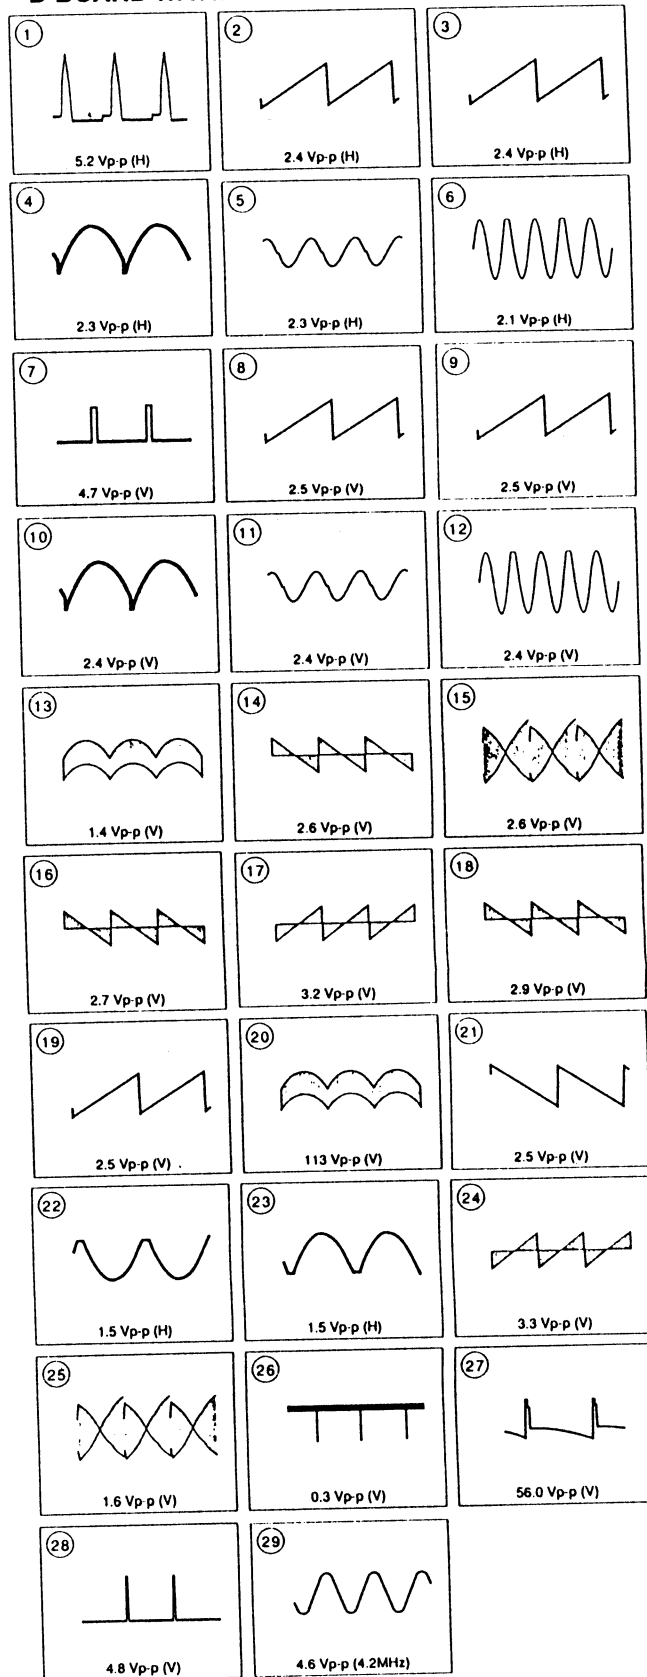 1
2
3
5.2 Vp-p (H)
2.4 Vp-p (H)
2.4 Vp-p (H)
4
5
6
2.3 Vp-p (H)
2.3 Vp-p (H)
2.1 Vp-p (H)
7
8
9
4.7 Vp-p (V)
2.5 Vp-p (V)
2.5 Vp-p (V)
10
11
12
2.4 Vp-p (V)
2.4 Vp-p (V)
2.4 Vp-p (V)
13
14
15
1.4 Vp-p (V)
2.6 Vp-p (V)
2.6 Vp-p (V)
16
17
18
2.7 Vp-p (V)
3.2 Vp-p (V)
2.9 Vp-p (V)
19
20
21
2.5 Vp-p (V)
113 Vp-p (V)
2.5 Vp-p (V)
22
23
24
1.5 Vp-p (H)
1.5 Vp-p (H)
3.3 Vp-p (V)
25
26
27
1.6 Vp-p (V)
0.3 Vp-p (V)
56.0 Vp-p (V)
28
29
4.8 Vp-p (V)
4.6 Vp-p (4.2MHz)